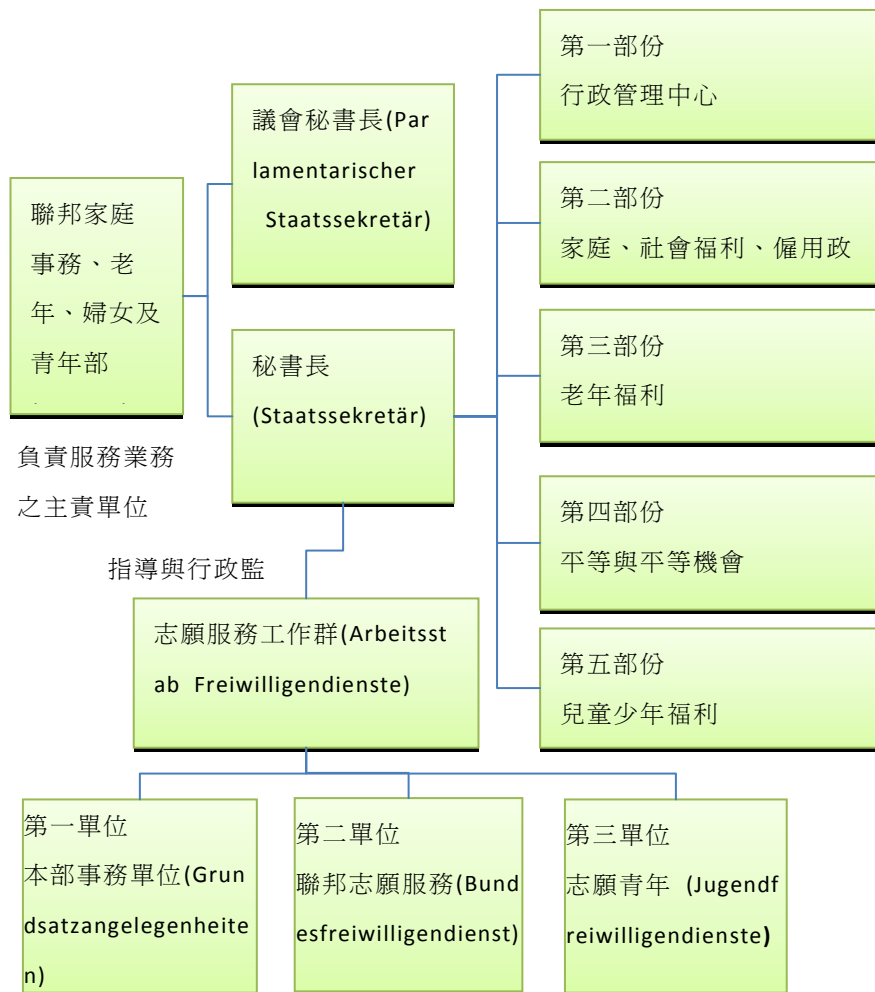 聯邦家庭
事務、老
年、婦女及
青年部
負責服務業務
之主責單位
議會秘書長(Par
lamentarischer
Staatssekretär)
秘書長
(Staatssekretär)
第一部份
行政管理中心
第二部份
家庭、社會福利、僱用政
第三部份
老年福利
第四部份
平等與平等機會
第五部份
兒童少年福利
指導與行政監
志願服務工作群(Arbeitsst
ab Freiwilligendienste)
第一單位
本部事務單位(Grun
dsatzangelegenheite
n)
第二單位
聯邦志願服務(Bund
esfreiwilligendienst)
第三單位
志願青年 (Jugendf
reiwilligendienste)